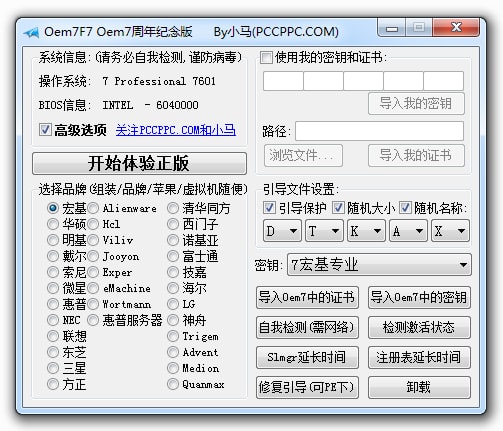 Oem7F7 Oem7周年纪念版 By小马(PCCPPC.COM)
系统信息:(请务必自我检测,谨防病毒)
操作系统: 7 Professional 7601
BIOS信息: INTEL - 6040000
高级选项 关注PCCPPC.COM和小马
开始体验正版
选择品牌(组装/品牌/苹果/虚拟机随便)
宏基 Alienware 清华同方
华硕 Hcl 西门子
明基 Viliv 诺基亚
戴尔 Jooyon 富士通
索尼 Exper 技嘉
微星 eMachine 海尔
惠普 Wortmann LG
NEC 惠普服务器 神舟
联想 Trigem
东芝 Advent
三星 Medion
方正 Quanmax
使用我的密钥和证书:
导入我的密钥
路径:
浏览文件... 导入我的证书
引导文件设置:
引导保护 随机大小 随机名称:
D T K A X
密钥: 7宏基专业
导入Oem7中的证书 导入Oem7中的密钥
自我检测(需网络) 检测激活状态
Slmgr延长时间 注册表延长时间
修复引导(可PE下) 卸载